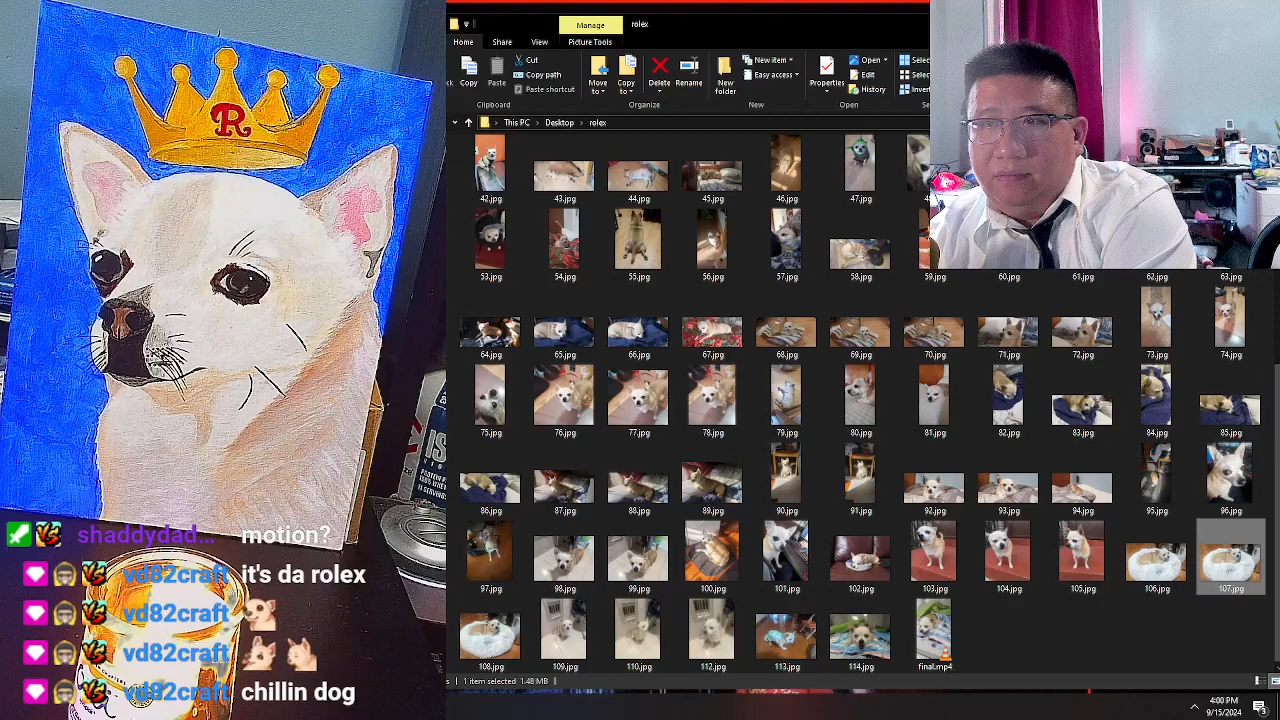 Manage
rolex
Home
Share
View
Picture Tools
Copy
Paste
Cut
Copy path
Paste shortcut
Move to
Copy to
Delete
Rename
New folder
New item
Easy access
Properties
Open
Edit
History
Clipboard
Organize
New
Open
This PC > Desktop > rolex
42.jpg 43.jpg 44.jpg 45.jpg 46.jpg 47.jpg
53.jpg 54.jpg 55.jpg 56.jpg 57.jpg 58.jpg 59.jpg 60.jpg 61.jpg 62.jpg 63.jpg
64.jpg 65.jpg 66.jpg 67.jpg 68.jpg 69.jpg 70.jpg 71.jpg 72.jpg 73.jpg 74.jpg
75.jpg 76.jpg 77.jpg 78.jpg 79.jpg 80.jpg 81.jpg 82.jpg 83.jpg 84.jpg 85.jpg
86.jpg 87.jpg 88.jpg 89.jpg 90.jpg 91.jpg 92.jpg 93.jpg 94.jpg 95.jpg 96.jpg
97.jpg 98.jpg 99.jpg 100.jpg 101.jpg 102.jpg 103.jpg 104.jpg 105.jpg 106.jpg 107.jpg
108.jpg 109.jpg 110.jpg 112.jpg 113.jpg 114.jpg final.mp4
1 item selected 1.48 MB
4:00 PM
9/15/2024
R
shaddydad... motion?
vd82craft it's da rolex
vd82craft
vd82craft
vd82craft chillin dog